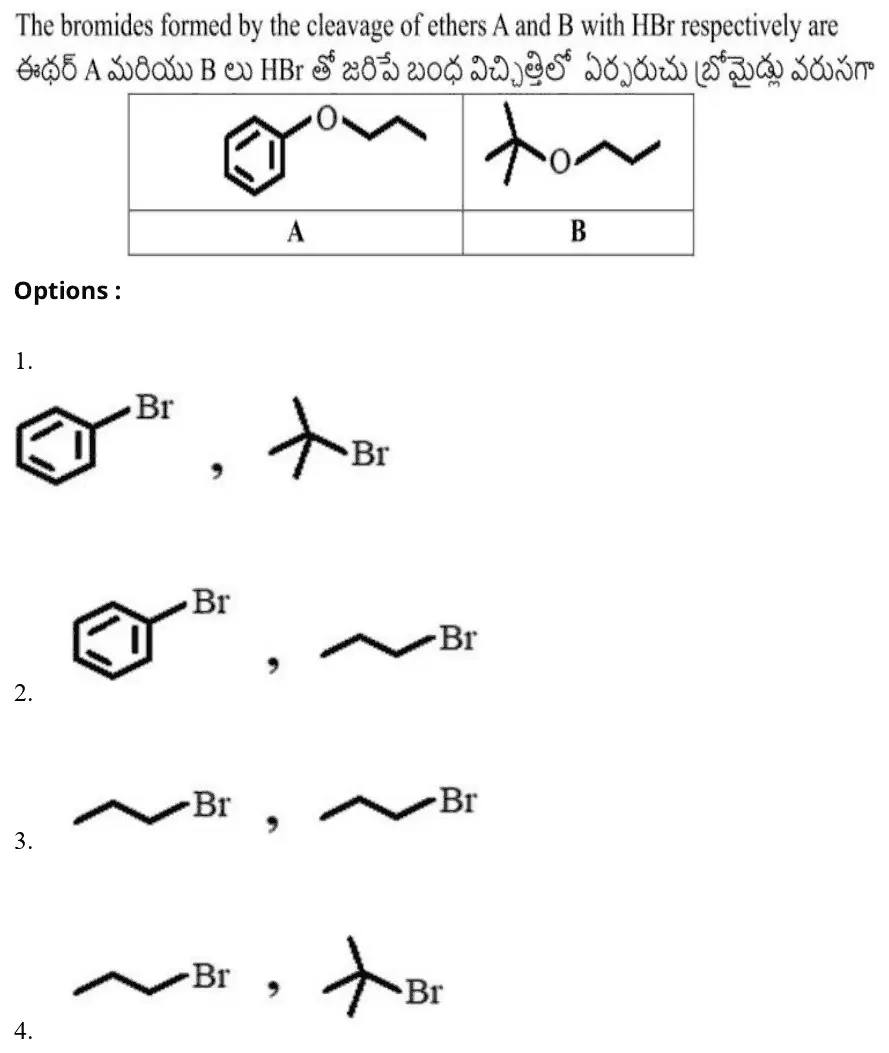 The bromides formed by the cleavage of ethers A and B with HBr respectively are
ఈథర్ A మరియు B లు HBr తో జరిపే బంధ విచ్ఛిత్తిలో ఏర్పరుచు బ్రోమైడ్లు వరుసగా
O O
A B
Options :
1.
Br , Br
Br , Br
2.
Br , Br
3.
Br , Br
4.